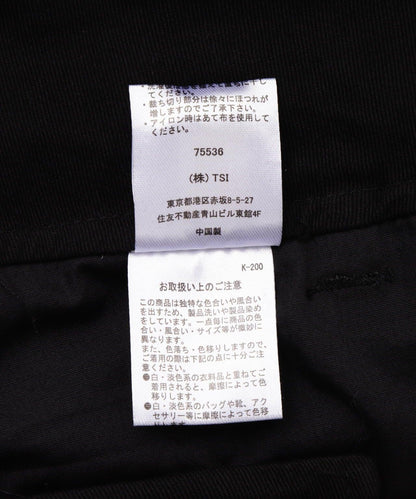 てください。
・裁ち切り部分は徐々にほつれが
増しますのでご了承下さい。
・アイロン時はあて布を使用して
ください。
75536
(株)TSI
東京都港区赤坂8-5-27
住友不動産青山ビル東館4F
中国製
K-200
お取扱い上のご注意
この商品は独特な色合いや風合い
を出すため、製品洗いや製品染め
をしています。一点毎に商品の色
合い・風合い・サイズ等が微妙に
異なります。
また、色落ち・色移りしますので、
ご着用の際は下記の点に十分ご注
意ください。
●白・淡色系の衣料品と重ねてご
着用されると、摩擦によって色
移りします。
●白・淡色系のバッグや靴、アク
セサリー等に摩擦によって色移